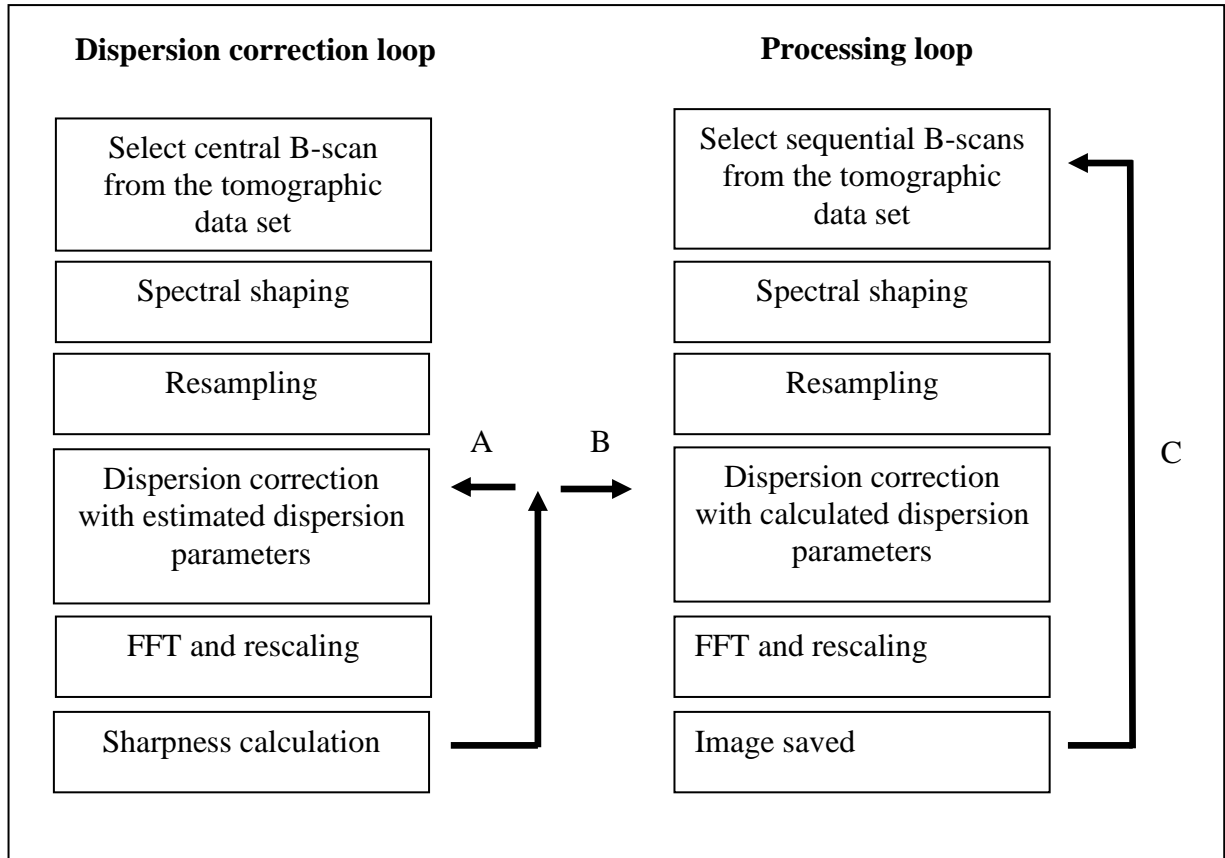 Dispersion correction loop
Select central B-scan
from the tomographic
data set
Spectral shaping
Resampling
Dispersion correction
with estimated dispersion
parameters
FFT and rescaling
Sharpness calculation
A
B
Processing loop
Select sequential B-scans
from the tomographic
data set
Spectral shaping
Resampling
Dispersion correction
with calculated dispersion
parameters
FFT and rescaling
Image saved
C